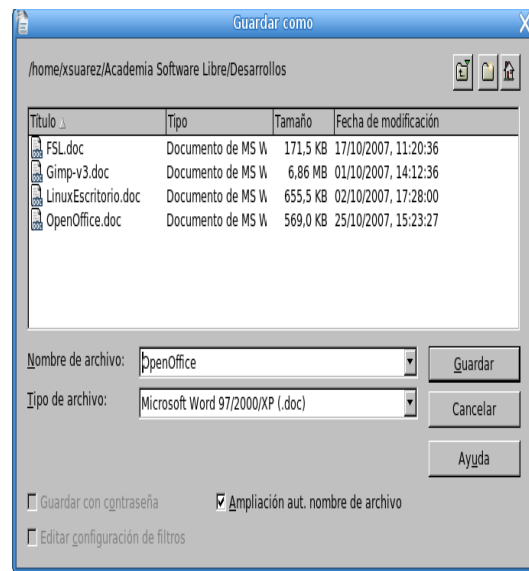 Guardar como
/home/xsuarez/Academia Software Libre/Desarrollos
Título Tipo Tamaño Fecha de modificación
FSL.doc Documento de MS W 171,5 KB 17/10/2007, 11:20:36
Gimp-v3.doc Documento de MS W 6,86 MB 01/10/2007, 14:12:36
LinuxEscritorio.doc Documento de MS W 655,5 KB 02/10/2007, 17:28:00
OpenOffice.doc Documento de MS W 569,0 KB 25/10/2007, 15:23:27
Nombre de archivo: OpenOffice Guardar
Tipo de archivo: Microsoft Word 97/2000/XP (.doc) Cancelar
Ayuda
Guardar con contraseña Ampliación aut. nombre de archivo
Editar configuración de filtros